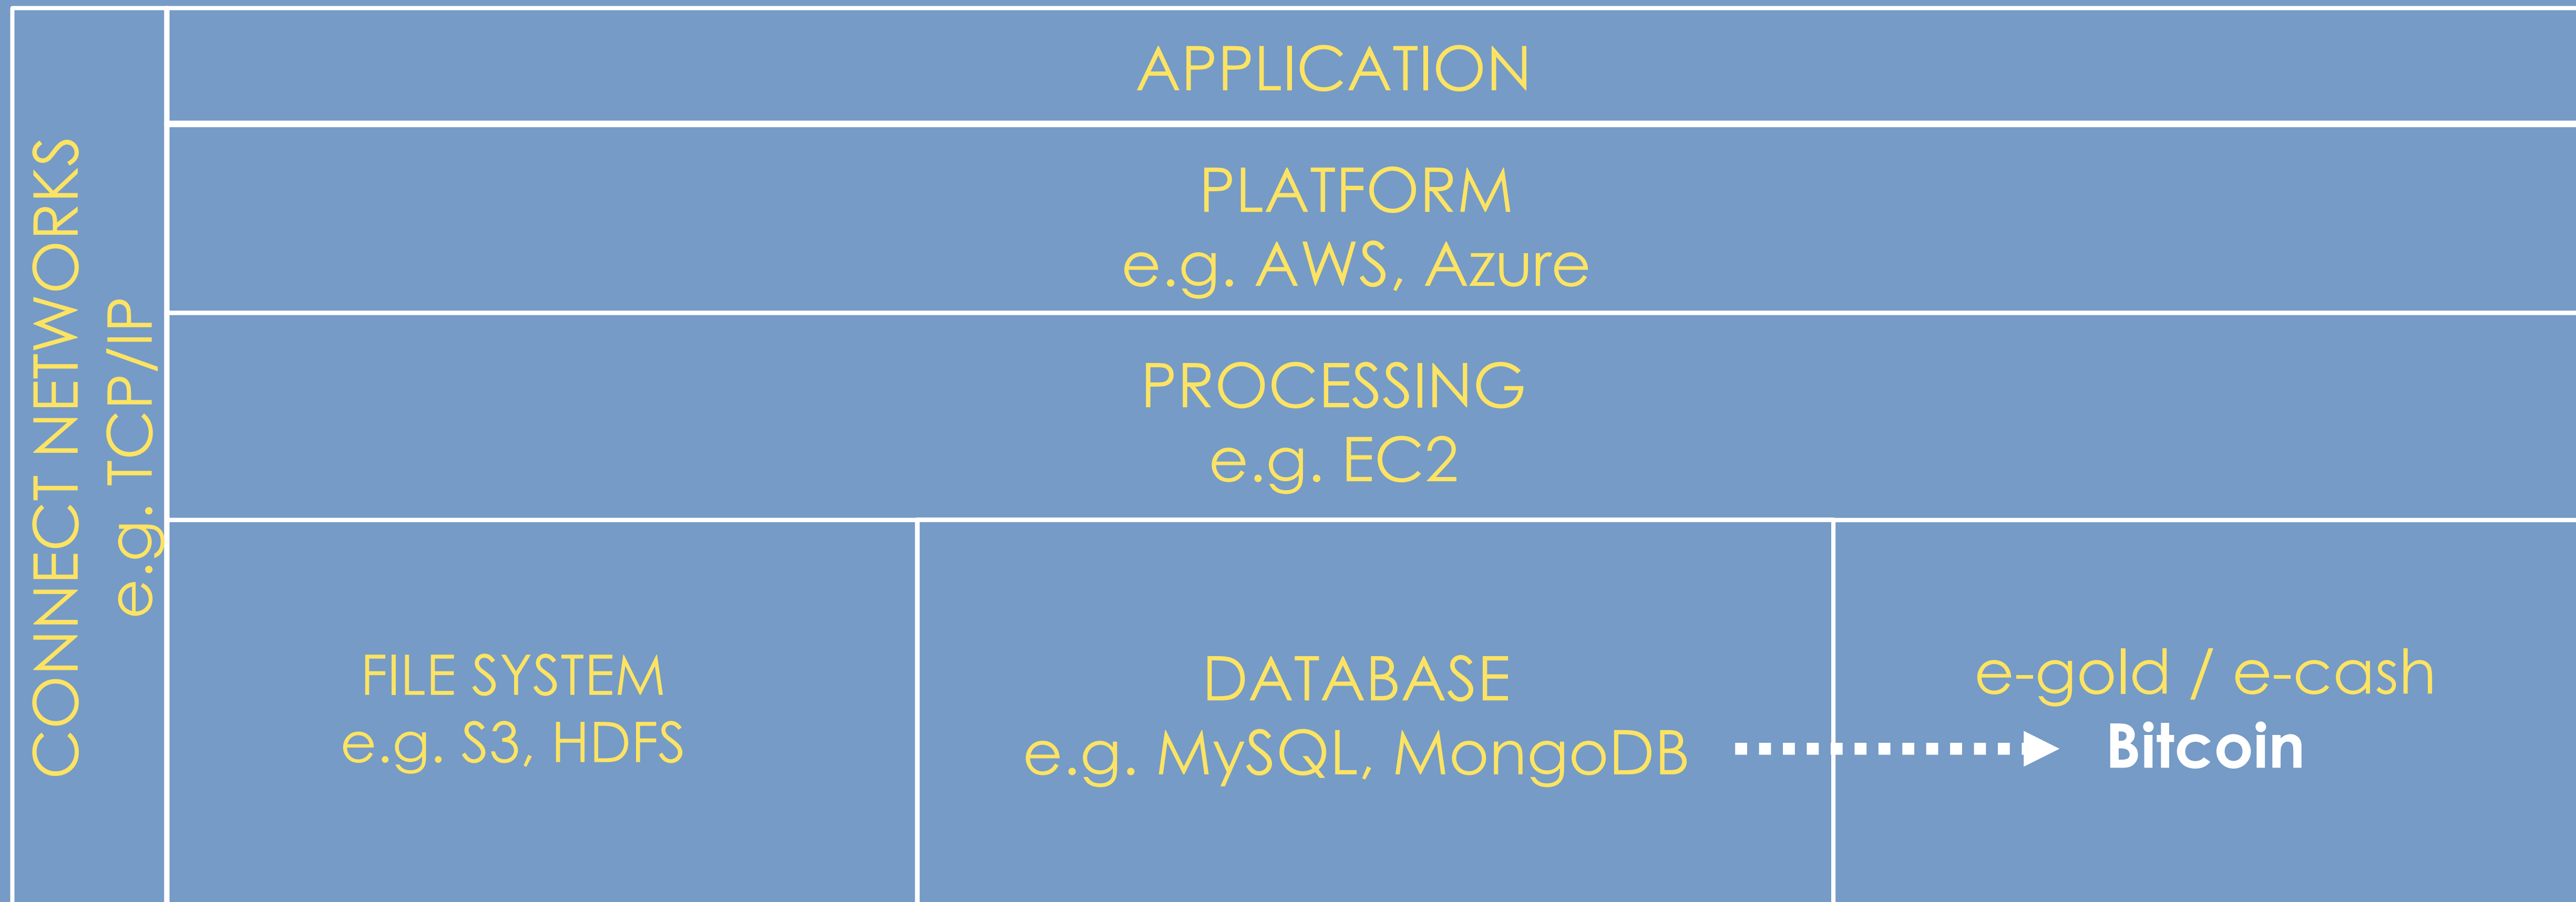 CONNECT NETWORKS
e.g. TCP/IP
APPLICATION
PLATFORM
e.g. AWS, Azure
PROCESSING
e.g. EC2
FILE SYSTEM
e.g. S3, HDFS
DATABASE
e.g. MySQL, MongoDB
e-gold / e-cash
Bitcoin